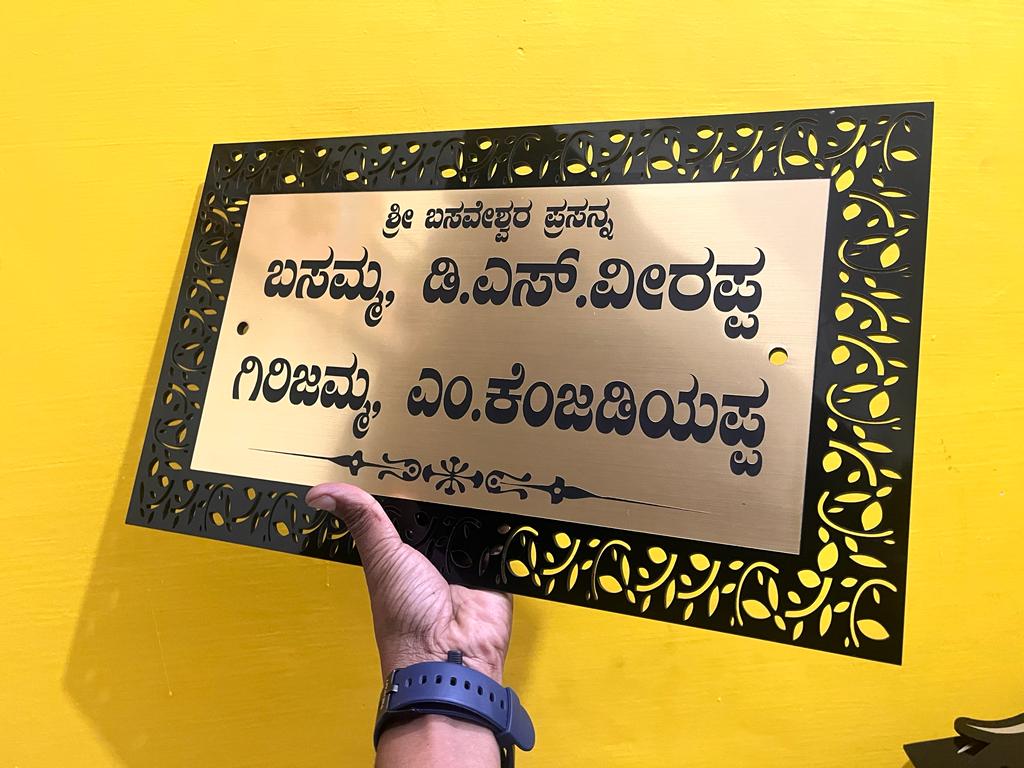 ಶ್ರೀ ಬಸವೇಶ್ವರ ಪ್ರಸನ್ನ
ಬಸಮ್ಮ, ಡಿ.ಎಸ್.ವೀರಪ್ಪ
ಗಿರಿಜಮ್ಮ, ಎಂ.ಕೆಂಜಡಿಯಪ್ಪ